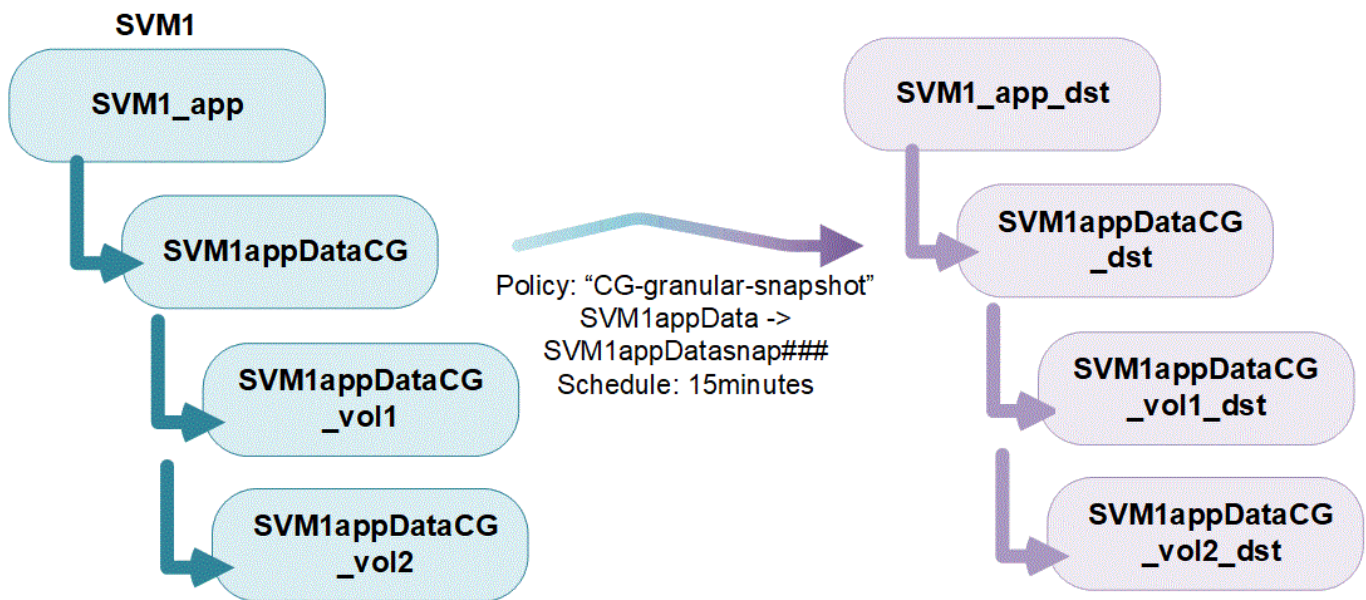 SVM1
SVM1_app
SVM1appDataCG
SVM1appDataCG
_vol1
SVM1appDataCG
_vol2
Policy: “CG-granular-snapshot”
SVM1appData ->
SVM1appDatasnap###
Schedule: 15minutes
SVM1_app_dst
SVM1appDataCG
_dst
SVM1appDataCG
_vol1_dst
SVM1appDataCG
_vol2_dst